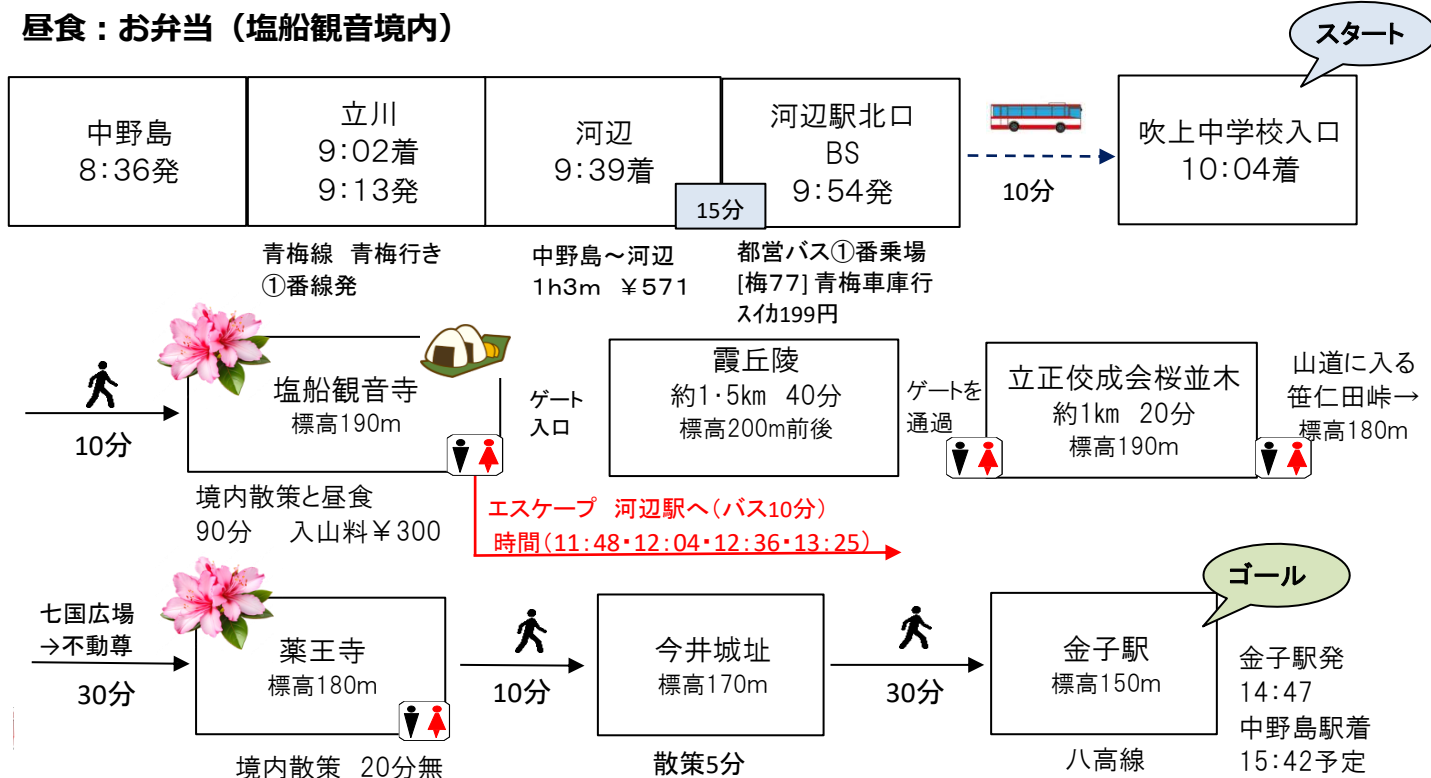 昼食：お弁当（塩船観音境内）
スタート
中野島
8:36発
立川
9:02着
9:13発
河辺
9:39着
15分
河辺駅北口
BS
9:54発
10分
吹上中学校入口
10:04着
青梅線 青梅行き
①番線発
中野島～河辺
1h3m ￥571
都営バス①番乗場
[梅77] 青梅車庫行
ｽｲｶ199円
10分
塩船観音寺
標高190m
境内散策と昼食
90分 入山料￥300
ゲート
入口
霞丘陵
約1・5km 40分
標高200m前後
ゲートを
通過
立正佼成会桜並木
約1km 20分
標高190m
山道に入る
笹仁田峠→
標高180m
エスケープ 河辺駅へ（バス10分）
時間（11:48・12:04・12:36・13:25）
七国広場
→不動尊
30分
薬王寺
標高180m
境内散策 20分無
10分
今井城址
標高170m
散策5分
30分
ゴール
金子駅
標高150m
八高線
金子駅発
14:47
中野島駅着
15:42予定